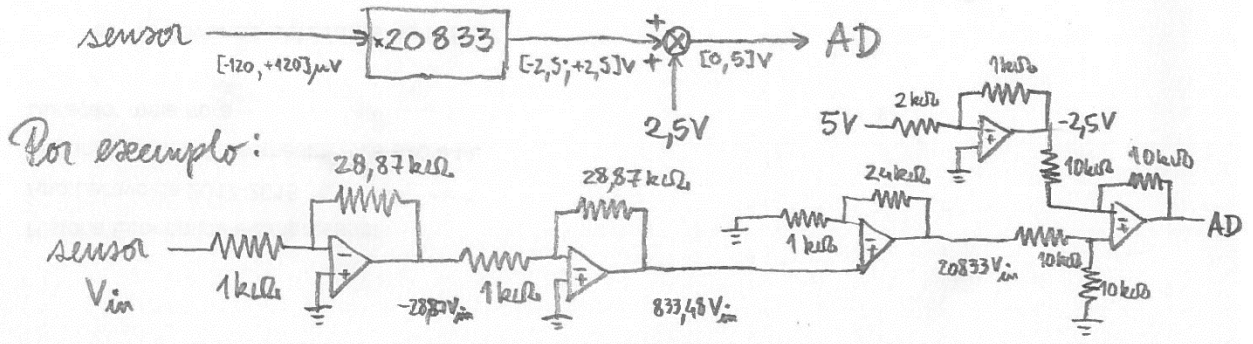 sensor [-120,+120]μV ×20833 [-2,5;+2,5]V + + [0,5]V AD
2,5V
5V 2kΩ 1kΩ -2,5V
Por exemplo:
28,87kΩ 28,87kΩ 24kΩ 10kΩ 10kΩ
sensor
Vin
1kΩ -28,87Vin 1kΩ 833,48Vin 1kΩ 20833Vin 10kΩ 10kΩ AD